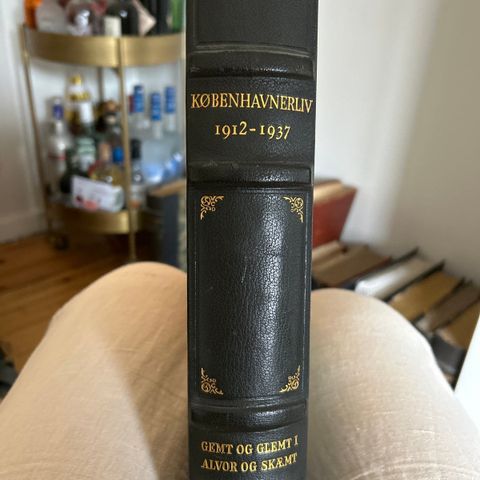 KØBENHAVNERLIV
1912-1937
GEMT OG GLEMT I
ALVOR OG SKÆMT